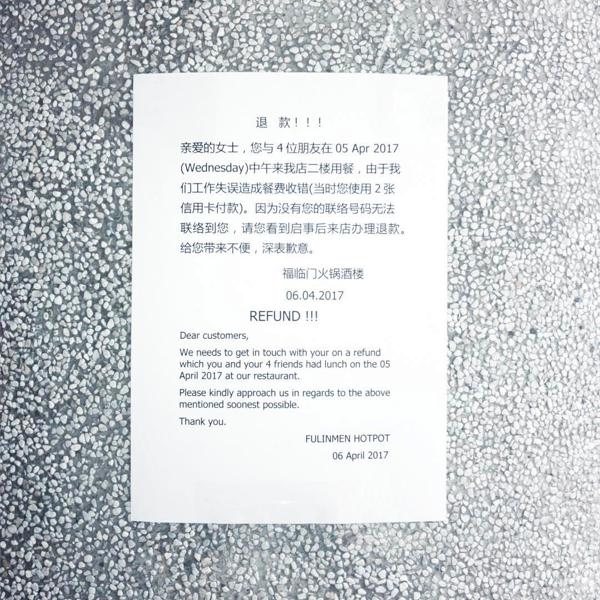 退 款！！！
亲爱的女士，您与 4 位朋友在 05 Apr 2017
(Wednesday)中午来我店二楼用餐，由于我
们工作失误造成餐费收错(当时您使用 2 张
信用卡付款)。因为没有您的联络号码无法
联络到您，请您看到启事后来店办理退款。
给您带来不便，深表歉意。
福临门火锅酒楼
06.04.2017
REFUND !!!
Dear customers,
We needs to get in touch with your on a refund
which you and your 4 friends had lunch on the 05
April 2017 at our restaurant.
Please kindly approach us in regards to the above
mentioned soonest possible.
Thank you.
FULINMEN HOTPOT
06 April 2017